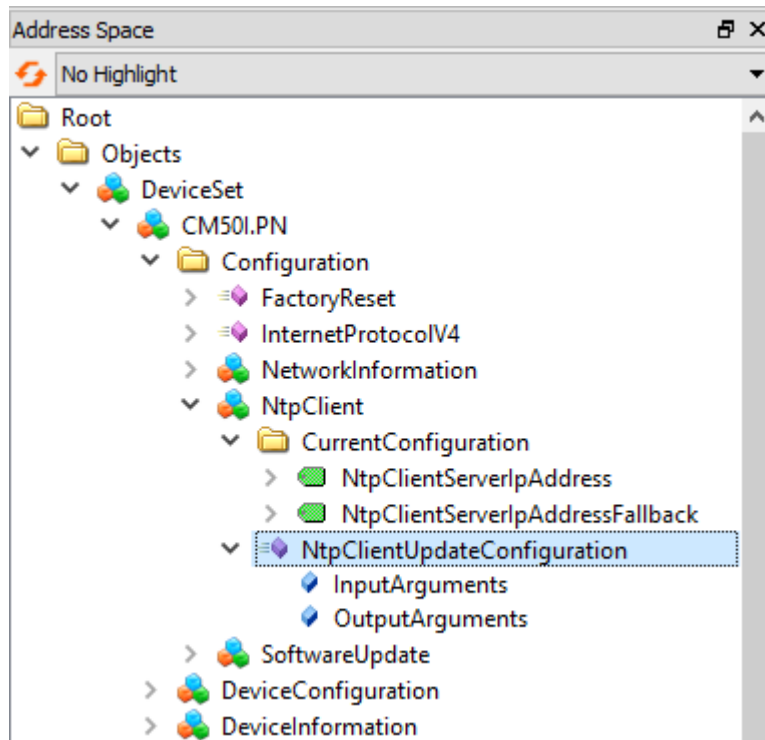 Address Space
No Highlight
Root
Objects
DeviceSet
CM50I.PN
Configuration
FactoryReset
InternetProtocolV4
NetworkInformation
NtpClient
CurrentConfiguration
NtpClientServerIpAddress
NtpClientServerIpAddressFallback
NtpClientUpdateConfiguration
InputArguments
OutputArguments
SoftwareUpdate
DeviceConfiguration
DeviceInformation